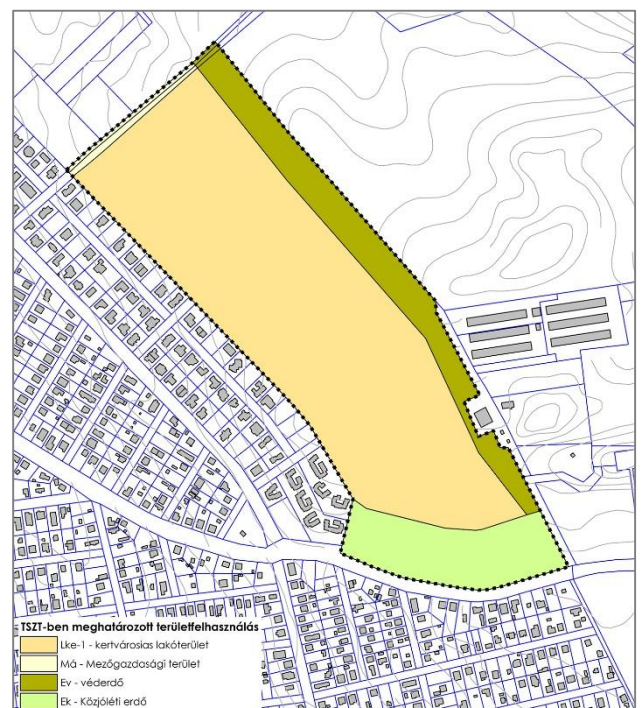 TSZT-ben meghatározott területfelhasználás
Lke-1 - kertvárosias lakóterület
Má - Mezőgazdasági terület
Ev - véderdő
Ek - Közjóléti erdő